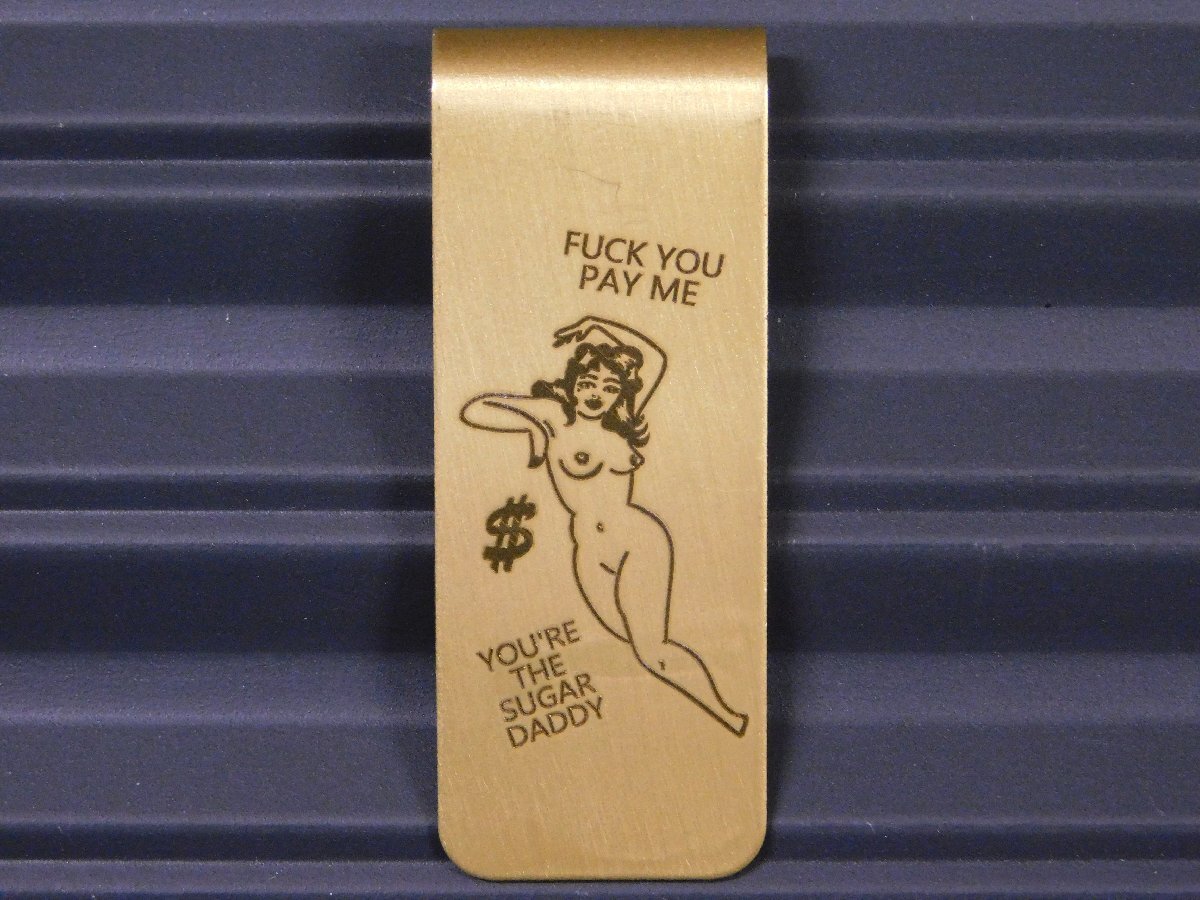 FUCK YOU
PAY ME
$
YOU'RE
THE
SUGAR
DADDY